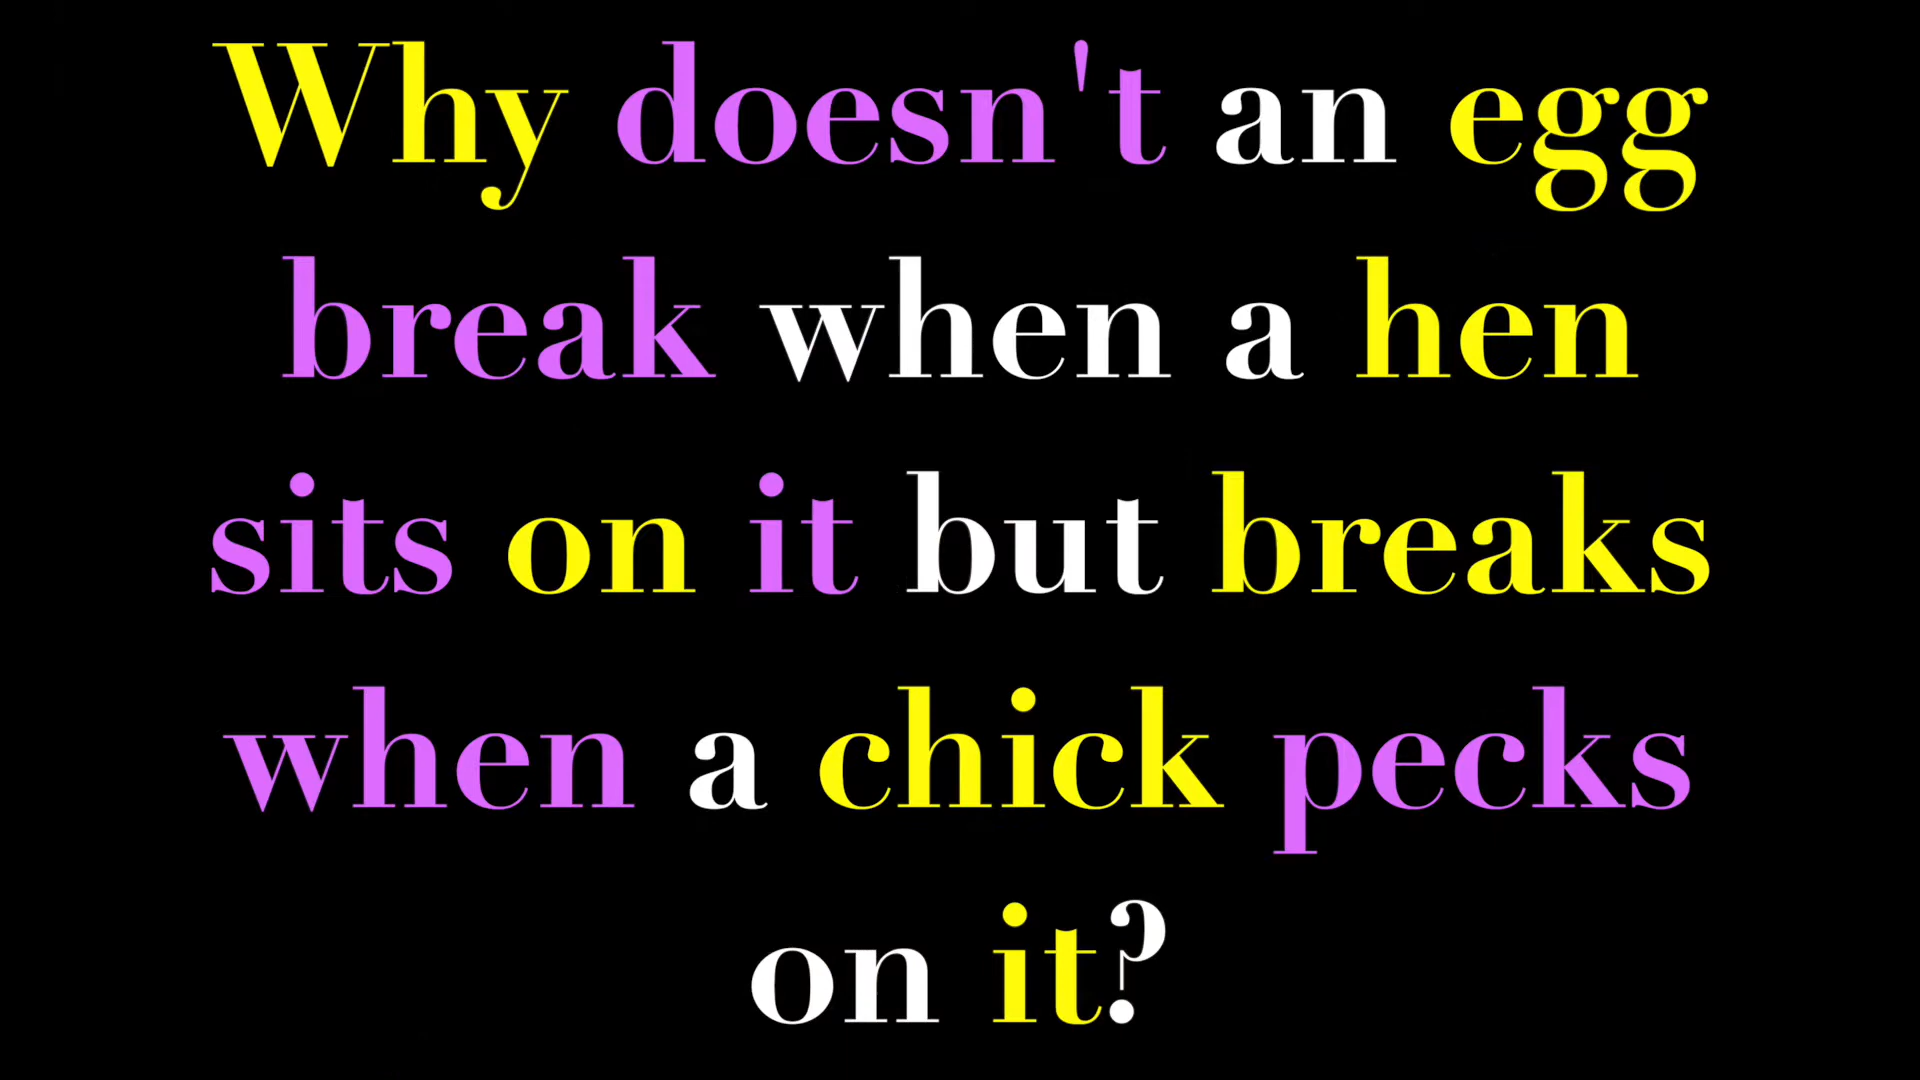 Why doesn't an egg
break when a hen
sits on it but breaks
when a chick pecks
on it?